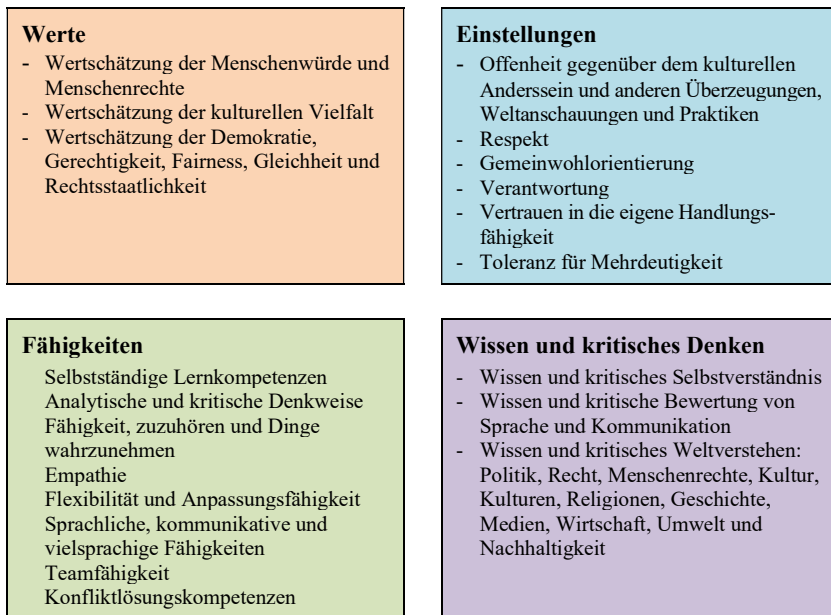 Werte
- Wertschätzung der Menschenwürde und
Menschenrechte
- Wertschätzung der kulturellen Vielfalt
- Wertschätzung der Demokratie,
Gerechtigkeit, Fairness, Gleichheit und
Rechtsstaatlichkeit
Einstellungen
- Offenheit gegenüber dem kulturellen
Anderssein und anderen Überzeugungen,
Weltanschauungen und Praktiken
- Respekt
- Gemeinwohlorientierung
- Verantwortung
- Vertrauen in die eigene Handlungs-
fähigkeit
- Toleranz für Mehrdeutigkeit
Fähigkeiten
Selbstständige Lernkompetenzen
Analytische und kritische Denkweise
Fähigkeit, zuzuhören und Dinge
wahrzunehmen
Empathie
Flexibilität und Anpassungsfähigkeit
Sprachliche, kommunikative und
vielsprachige Fähigkeiten
Teamfähigkeit
Konfliktlösungskompetenzen
Wissen und kritisches Denken
- Wissen und kritisches Selbstverständnis
- Wissen und kritische Bewertung von
Sprache und Kommunikation
- Wissen und kritisches Weltverstehen:
Politik, Recht, Menschenrechte, Kultur,
Kulturen, Religionen, Geschichte,
Medien, Wirtschaft, Umwelt und
Nachhaltigkeit